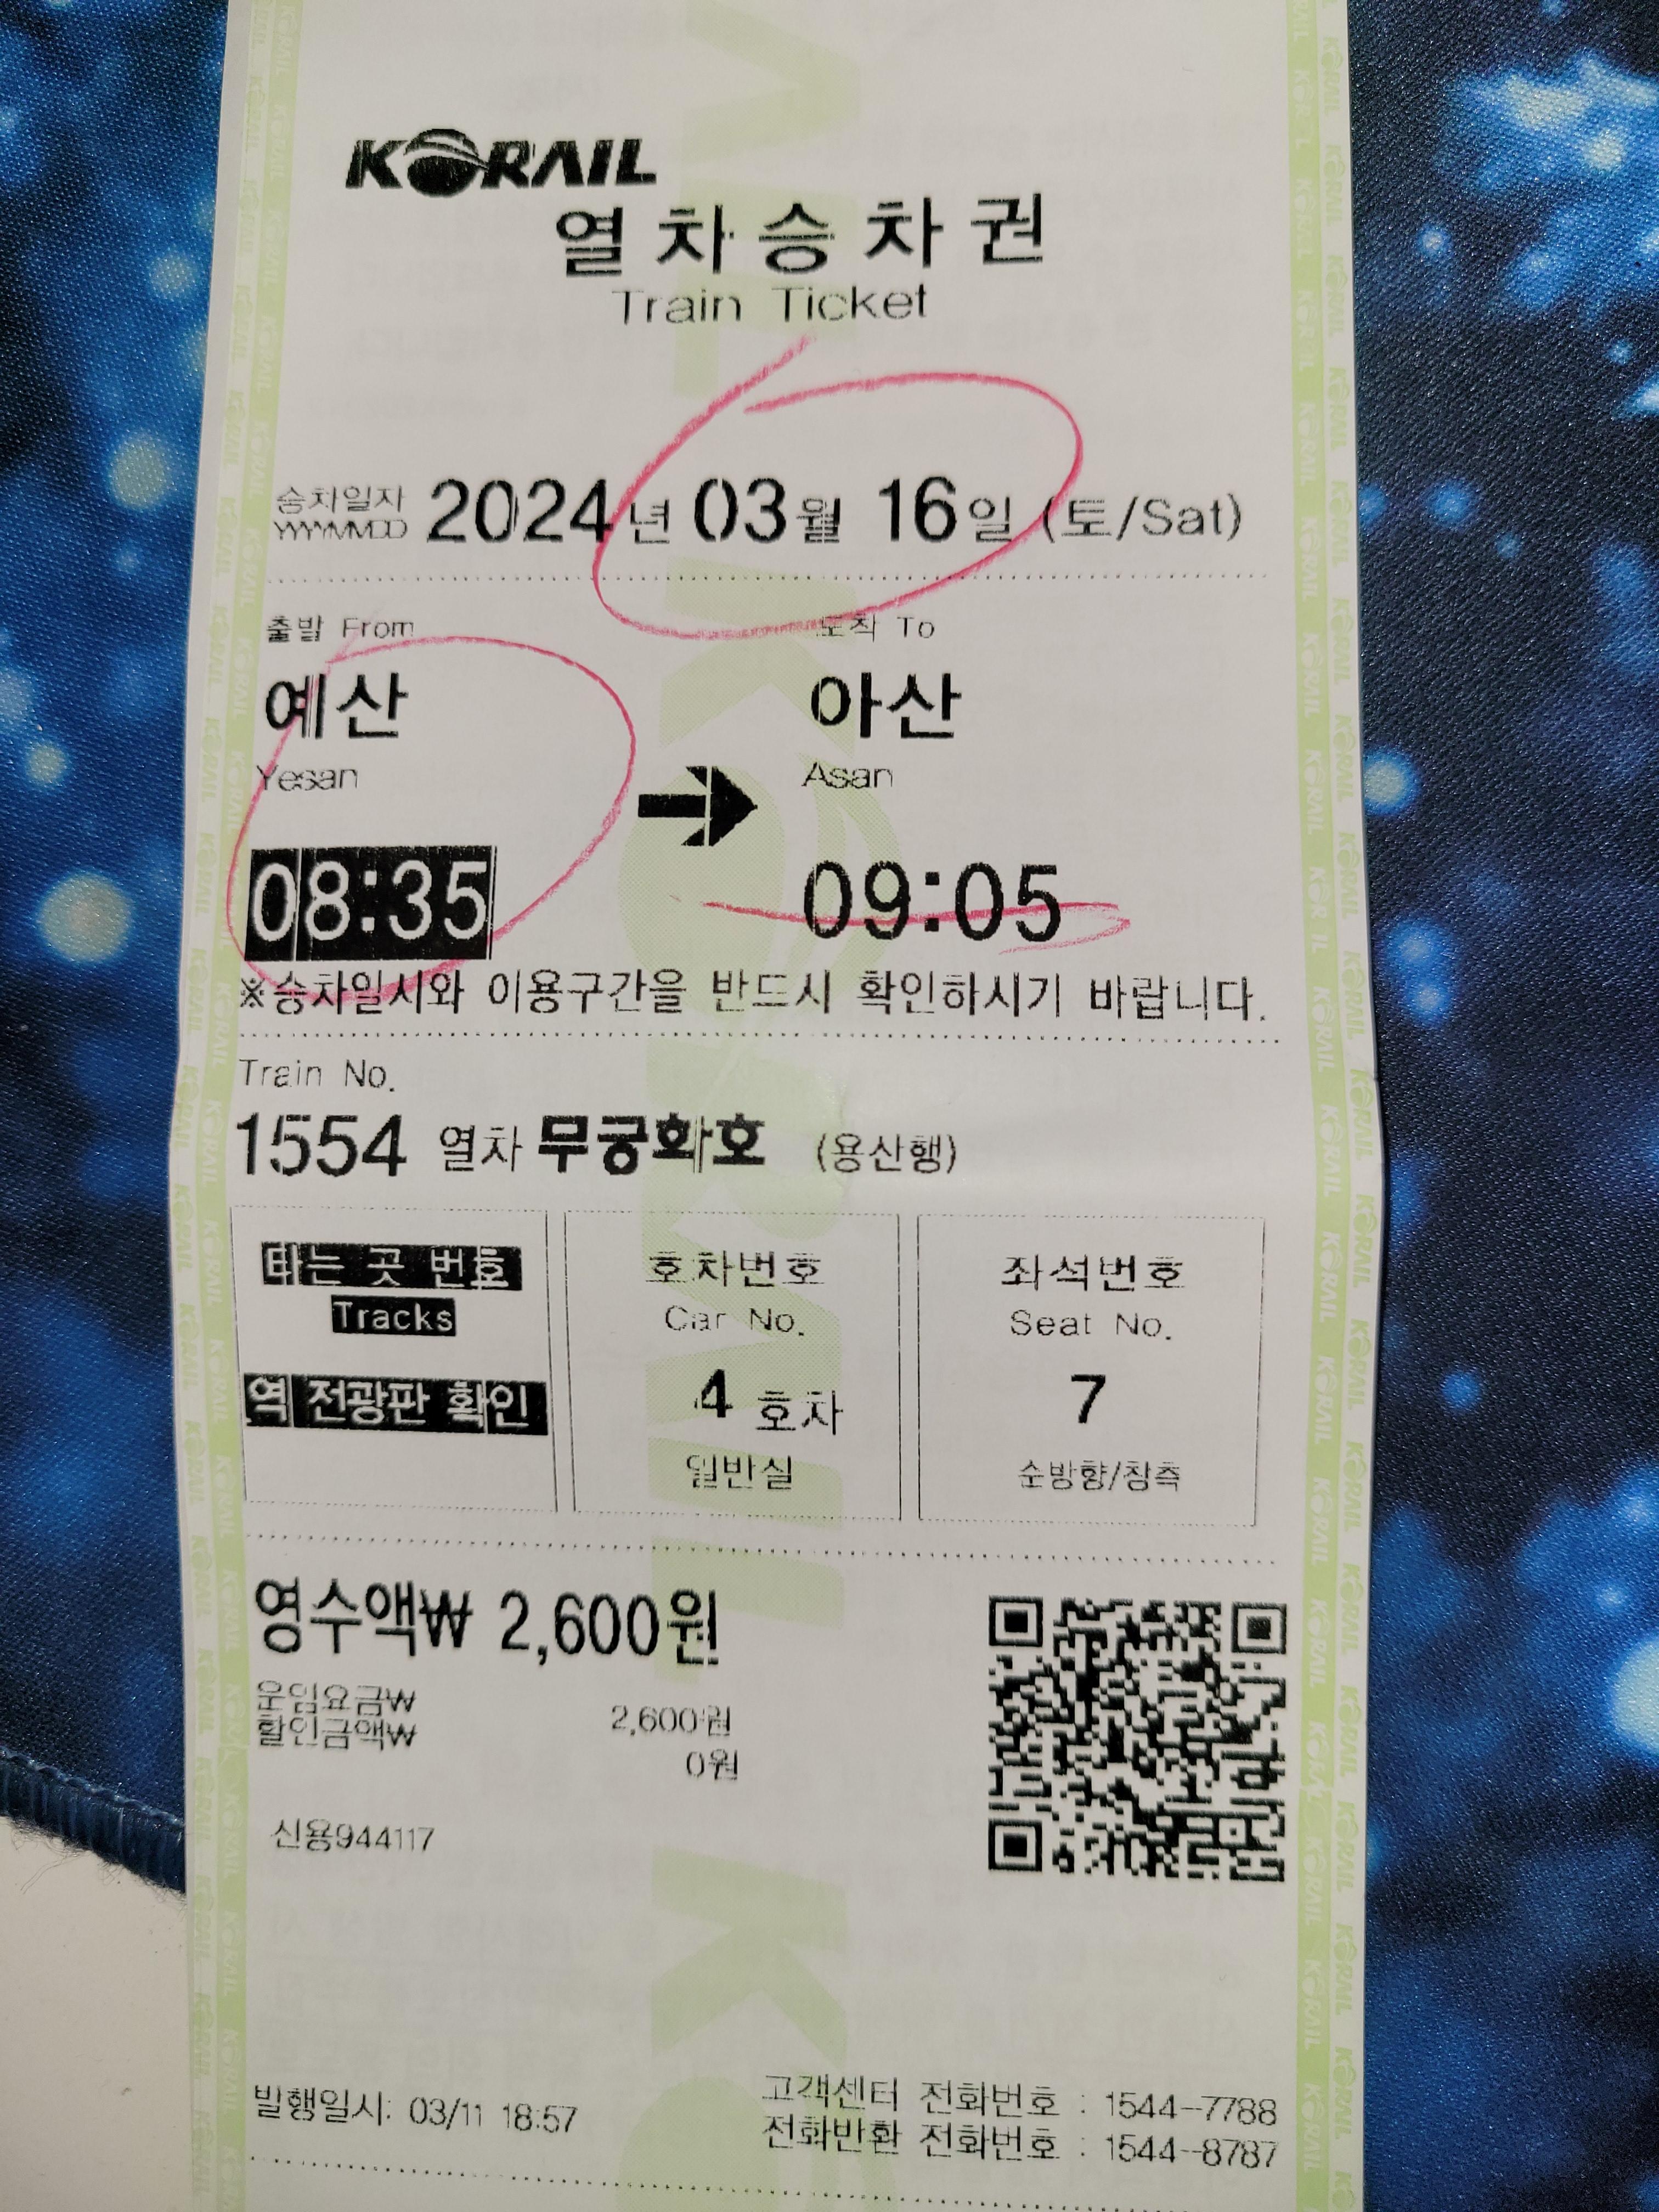 KORAIL
열차승차권
Train Ticket
승차일자
YYYYMMDD
2024년 03월 16일 (토/Sat)
출발 From
도착 To
예산
아산
Yesan
Asan
08:35
09:05
※승차일시와 이용구간을 반드시 확인하시기 바랍니다.
Train No.
1554 열차 무궁화호 (용산행)
타는 곳 번호
Tracks
역 전광판 확인
호차번호
Car No.
4 호차
일반실
좌석번호
Seat No.
7
순방향/창측
영수액₩ 2,600원
운임요금₩ 2,600원
할인금액₩ 0원
신용944117
발행일시: 03/11 18:57
고객센터 전화번호 : 1544-7788
전화반환 전화번호 : 1544-8787